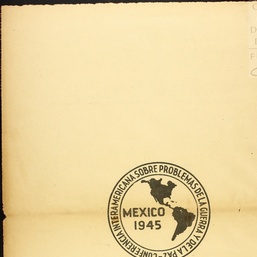 CONFERENCIA INTERAMERICANA SOBRE PROBLEMAS DE LA GUERRA Y DE LA PAZ-
MEXICO
1945